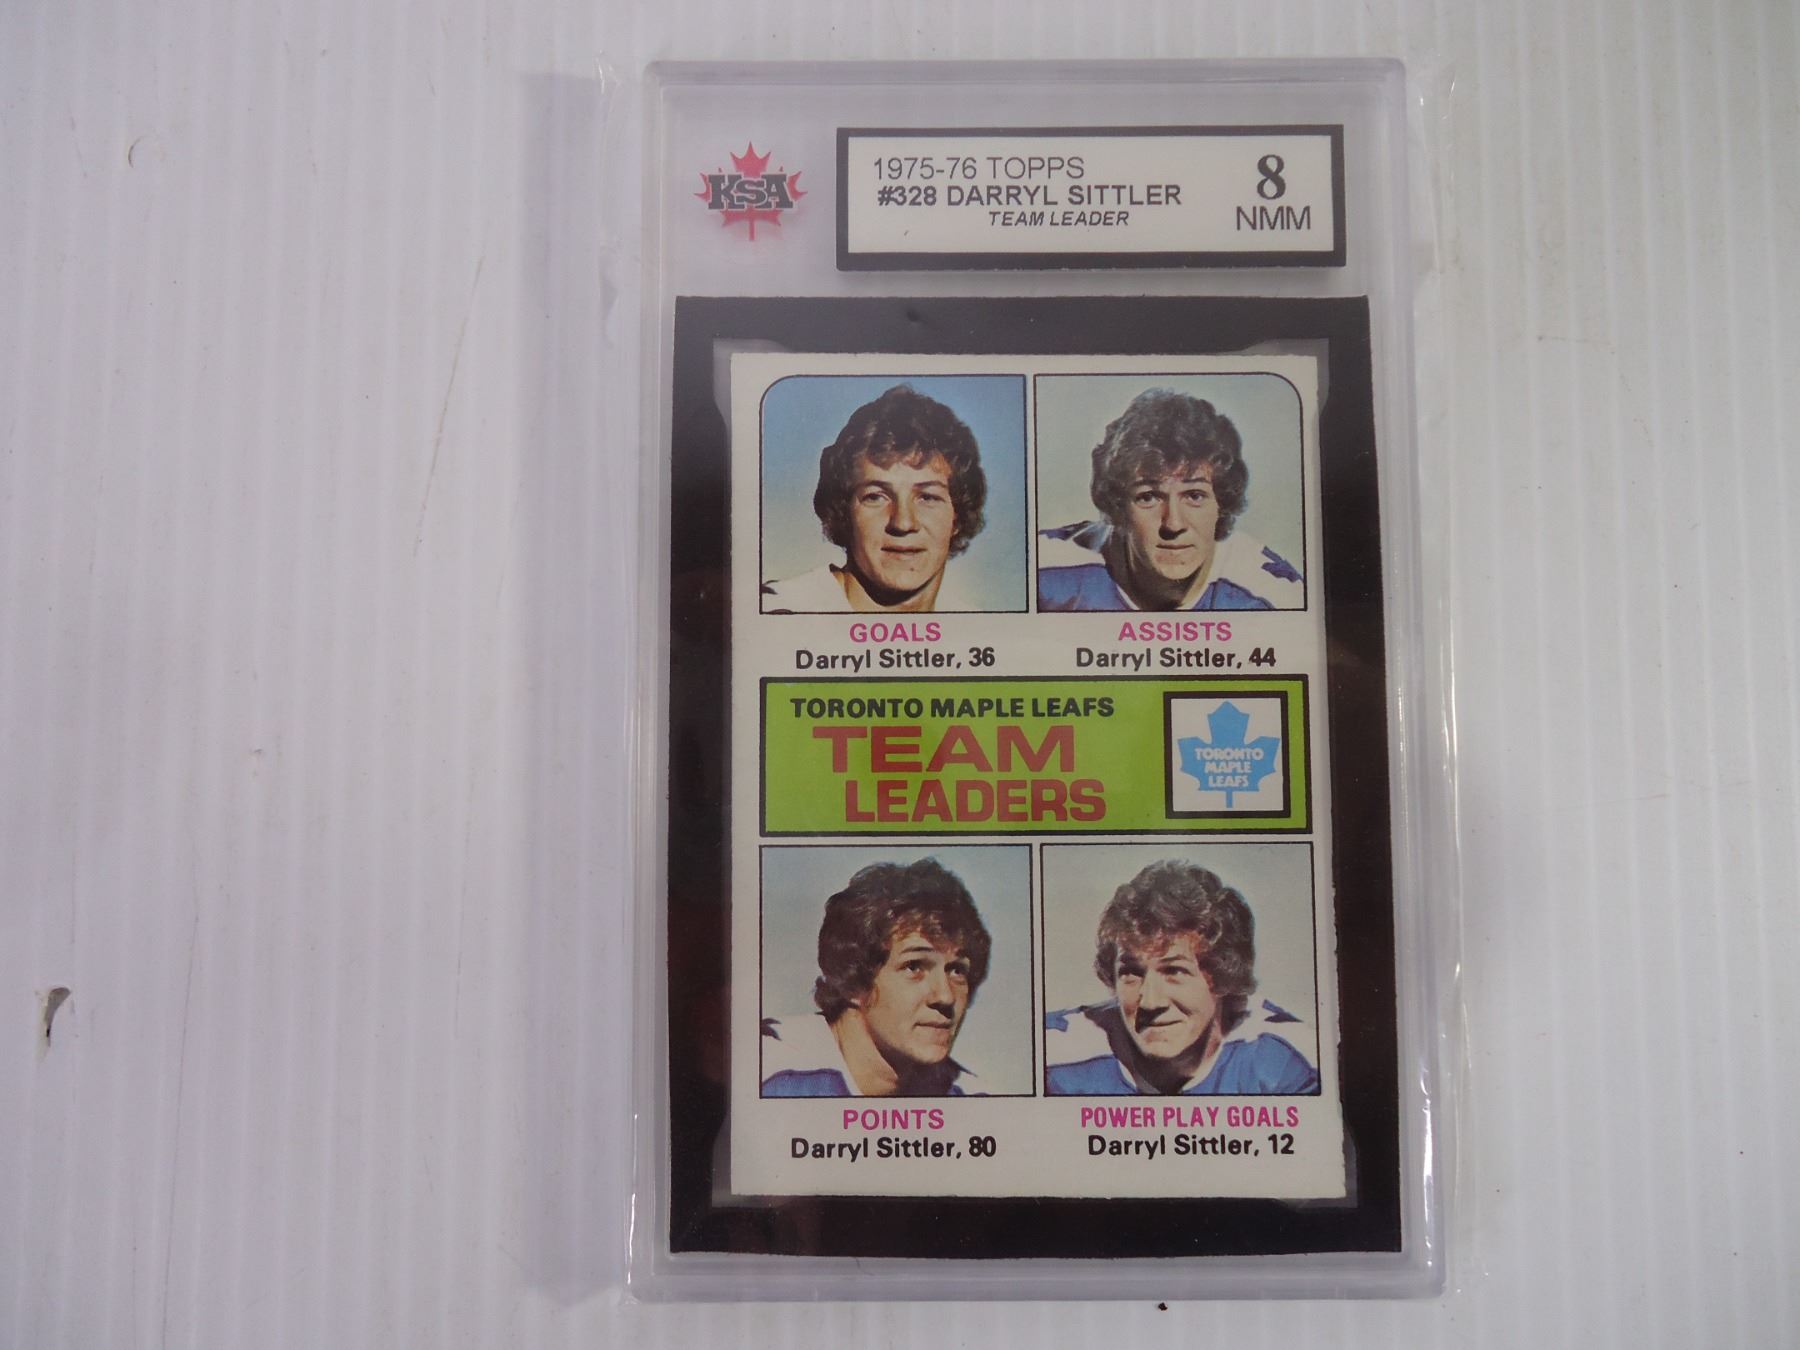 KSA
1975-76 TOPPS
#328 DARRYL SITTLER
TEAM LEADER
8
NMM
GOALS
Darryl Sittler, 36
ASSISTS
Darryl Sittler, 44
TORONTO MAPLE LEAFS
TEAM
LEADERS
TORONTO
MAPLE
LEAFS
POINTS
Darryl Sittler, 80
POWER PLAY GOALS
Darryl Sittler, 12